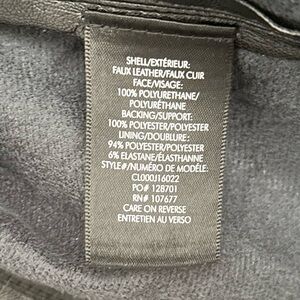 SHELL/EXTÉRIEUR:
FAUX LEATHER/FAUX CUIR
FACE/VISAGE:
100% POLYURETHANE/
POLYURÉTHANE
BACKING/SUPPORT:
100% POLYESTER/POLYESTER
LINING/DOUBLURE:
94% POLYESTER/POLYESTER
6% ELASTANE/ÉLASTHANNE
STYLE#/NUMÉRO DE MODÈLE:
CL000J16022
PO# 128701
RN# 107677
CARE ON REVERSE
ENTRETIEN AU VERSO